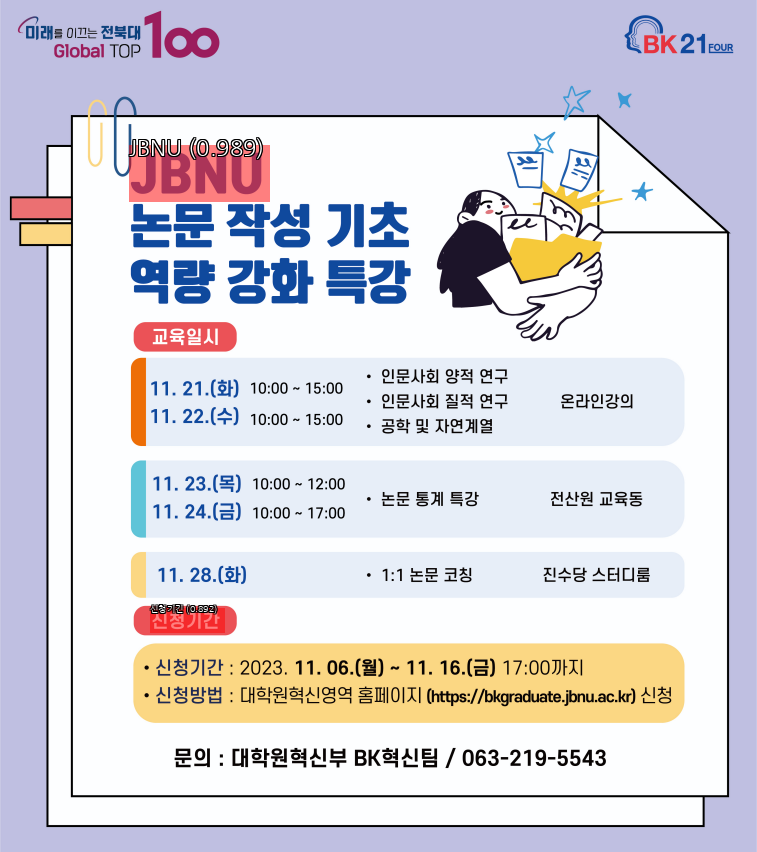 미래를 이끄는 전북대
Global TOP 100
BK 21 FOUR
JBNU (0.989)
JBNU
논문 작성 기초
역량 강화 특강
교육일시
11. 21.(화) 10:00 ~ 15:00
11. 22.(수) 10:00 ~ 15:00
• 인문사회 양적 연구
• 인문사회 질적 연구
• 공학 및 자연계열
온라인강의
11. 23.(목) 10:00 ~ 12:00
11. 24.(금) 10:00 ~ 17:00
• 논문 통계 특강
전산원 교육동
11. 28.(화)
• 1:1 논문 코칭
진수당 스터디룸
신청기간 (0.892)
신청기간
• 신청기간 : 2023. 11. 06.(월) ~ 11. 16.(금) 17:00까지
• 신청방법 : 대학원혁신영역 홈페이지 (https://bkgraduate.jbnu.ac.kr) 신청
문의 : 대학원혁신부 BK혁신팀 / 063-219-5543